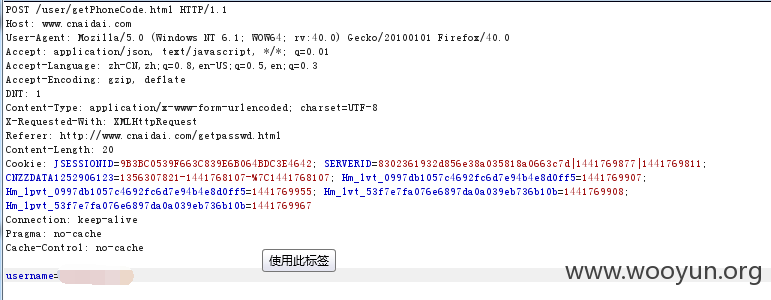 POST /user/getPhoneCode.html HTTP/1.1
Host: www.cnaidai.com
User-Agent: Mozilla/5.0 (Windows NT 6.1; WOW64; rv:40.0) Gecko/20100101 Firefox/40.0
Accept: application/json, text/javascript, */*; q=0.01
Accept-Language: zh-CN,zh;q=0.8,en-US;q=0.5,en;q=0.3
Accept-Encoding: gzip, deflate
DNT: 1
Content-Type: application/x-www-form-urlencoded; charset=UTF-8
X-Requested-With: XMLHttpRequest
Referer: http://www.cnaidai.com/getpasswd.html
Content-Length: 20
Cookie: JSESSIONID=9B3BC0539F663C839E6B064BDC3E4642; SERVERID=8302361932d856e38a035818a0663c7d|1441769877|1441769811;
CNZZDATA1252906123=1356307821-1441768107-%7C1441768107; Hm_lvt_0997db1057c4692fc6d7e94b4e8d0ff5=1441769907;
Hm_lpvt_0997db1057c4692fc6d7e94b4e8d0ff5=1441769955; Hm_lvt_53f7e7fa076e6897da0a039eb736b10b=1441769908;
Hm_lpvt_53f7e7fa076e6897da0a039eb736b10b=1441769967
Connection: keep-alive
Pragma: no-cache
Cache-Control: no-cache
使用此标签
username=
www.wooyun.org